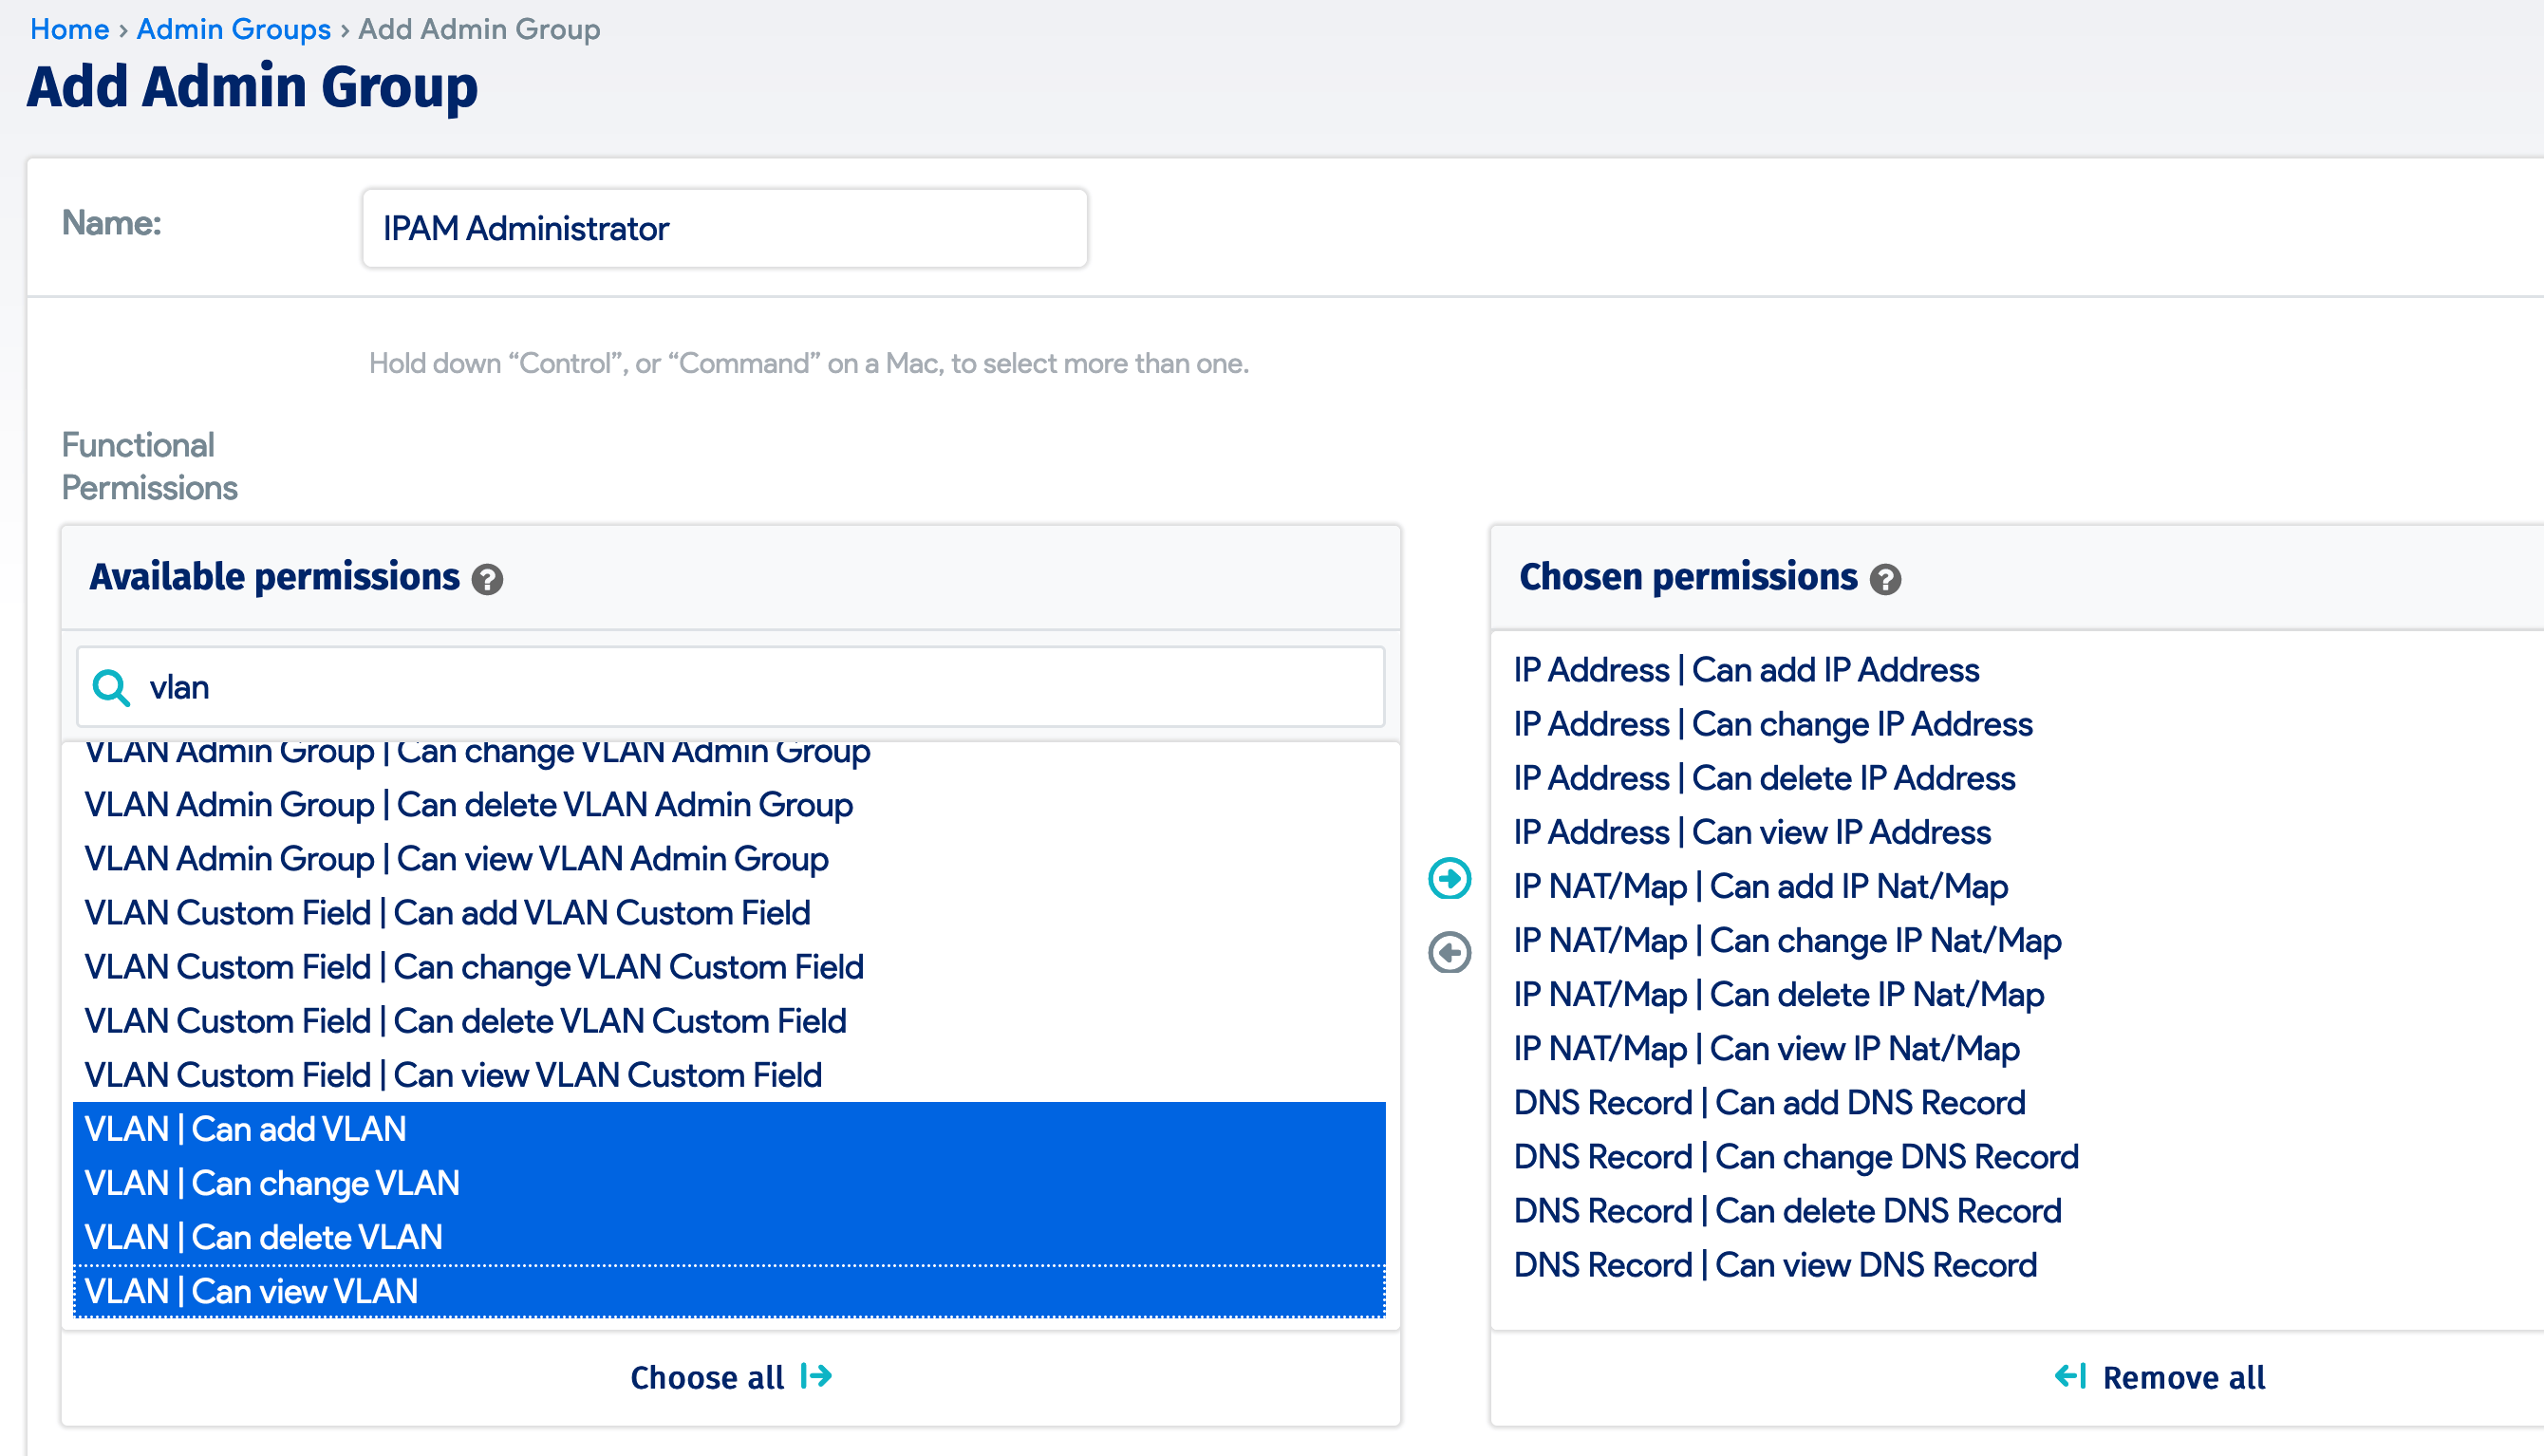 Home › Admin Groups › Add Admin Group
Add Admin Group
Name:
IPAM Administrator
Hold down “Control”, or “Command” on a Mac, to select more than one.
Functional
Permissions
Available permissions ?
vlan
VLAN Admin Group | Can change VLAN Admin Group
VLAN Admin Group | Can delete VLAN Admin Group
VLAN Admin Group | Can view VLAN Admin Group
VLAN Custom Field | Can add VLAN Custom Field
VLAN Custom Field | Can change VLAN Custom Field
VLAN Custom Field | Can delete VLAN Custom Field
VLAN Custom Field | Can view VLAN Custom Field
VLAN | Can add VLAN
VLAN | Can change VLAN
VLAN | Can delete VLAN
VLAN | Can view VLAN
Choose all
Chosen permissions ?
IP Address | Can add IP Address
IP Address | Can change IP Address
IP Address | Can delete IP Address
IP Address | Can view IP Address
IP NAT/Map | Can add IP Nat/Map
IP NAT/Map | Can change IP Nat/Map
IP NAT/Map | Can delete IP Nat/Map
IP NAT/Map | Can view IP Nat/Map
DNS Record | Can add DNS Record
DNS Record | Can change DNS Record
DNS Record | Can delete DNS Record
DNS Record | Can view DNS Record
Remove all